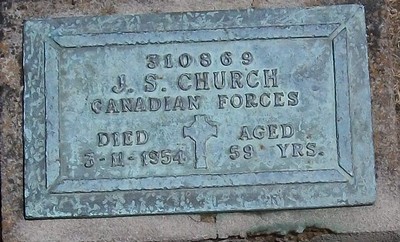 310869
J. S. CHURCH
CANADIAN FORCES
DIED AGED
3-11-1954 59 YRS.